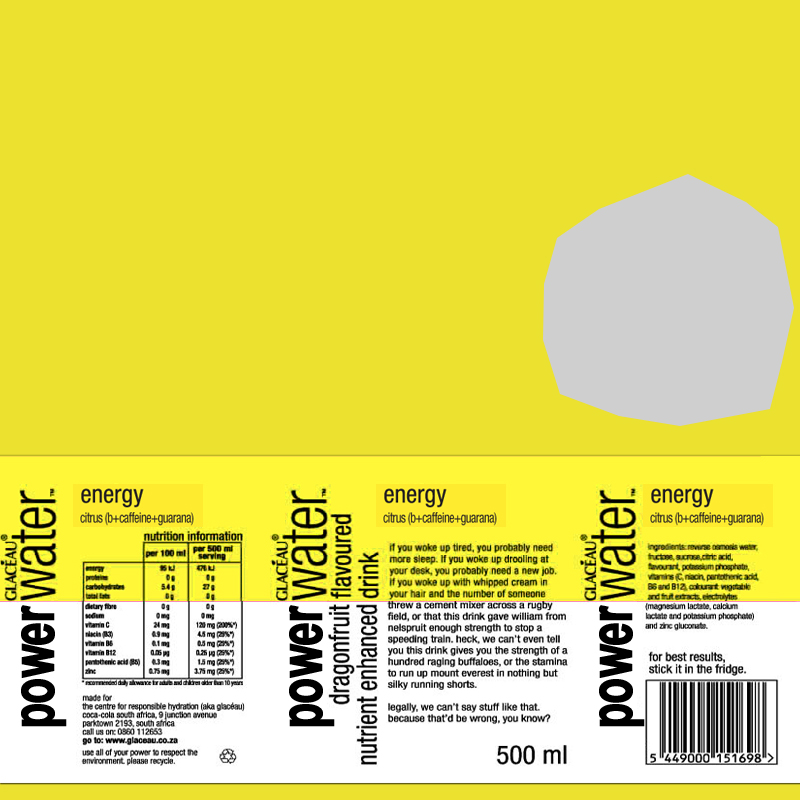 GLACÉAU®
powerwater™
energy
citrus (b+caffeine+guarana)
nutrition information
per 100 ml per 500 ml serving
energy 95 kJ 476 kJ
proteins 0 g 0 g
carbohydrates 5.4 g 27 g
total fats 0 g 0 g
dietary fibre 0 g 0 g
sodium 0 mg 0 mg
vitamin C 24 mg 120 mg (200%*)
niacin (B3) 0.9 mg 4.5 mg (25%*)
vitamin B6 0.1 mg 0.5 mg (25%*)
vitamin B12 0.05 µg 0.25 µg (25%*)
pantothenic acid (B5) 0.3 mg 1.5 mg (25%*)
zinc 0.75 mg 3.75 mg (25%*)
* recommended daily allowance for adults and children older than 10 years
made for
the centre for responsible hydration (aka glacéau)
coca-cola south africa, 9 junction avenue
parktown 2193, south africa
call us on: 0860 112653
go to: www.glaceau.co.za
use all of your power to respect the
environment. please recycle.
GLACÉAU®
powerwater™
dragonfruit flavoured
nutrient enhanced drink
energy
citrus (b+caffeine+guarana)
if you woke up tired, you probably need
more sleep. if you woke up drooling at
your desk, you probably need a new job.
if you woke up with whipped cream in
your hair and the number of someone
threw a cement mixer across a rugby
field, or that this drink gave william from
nelspruit enough strength to stop a
speeding train. heck, we can't even tell
you this drink gives you the strength of a
hundred raging buffaloes, or the stamina
to run up mount everest in nothing but
silky running shorts.
legally, we can't say stuff like that.
because that'd be wrong, you know?
500 ml
GLACÉAU®
powerwater™
energy
citrus (b+caffeine+guarana)
ingredients: reverse osmosis water,
fructose, sucrose, citric acid,
flavourant, potassium phosphate,
vitamins (C, niacin, pantothenic acid,
B6 and B12), colourant: vegetable
and fruit extracts, electrolytes
(magnesium lactate, calcium
lactate and potassium phosphate)
and zinc gluconate.
for best results,
stick it in the fridge.
5 449000 151698 >